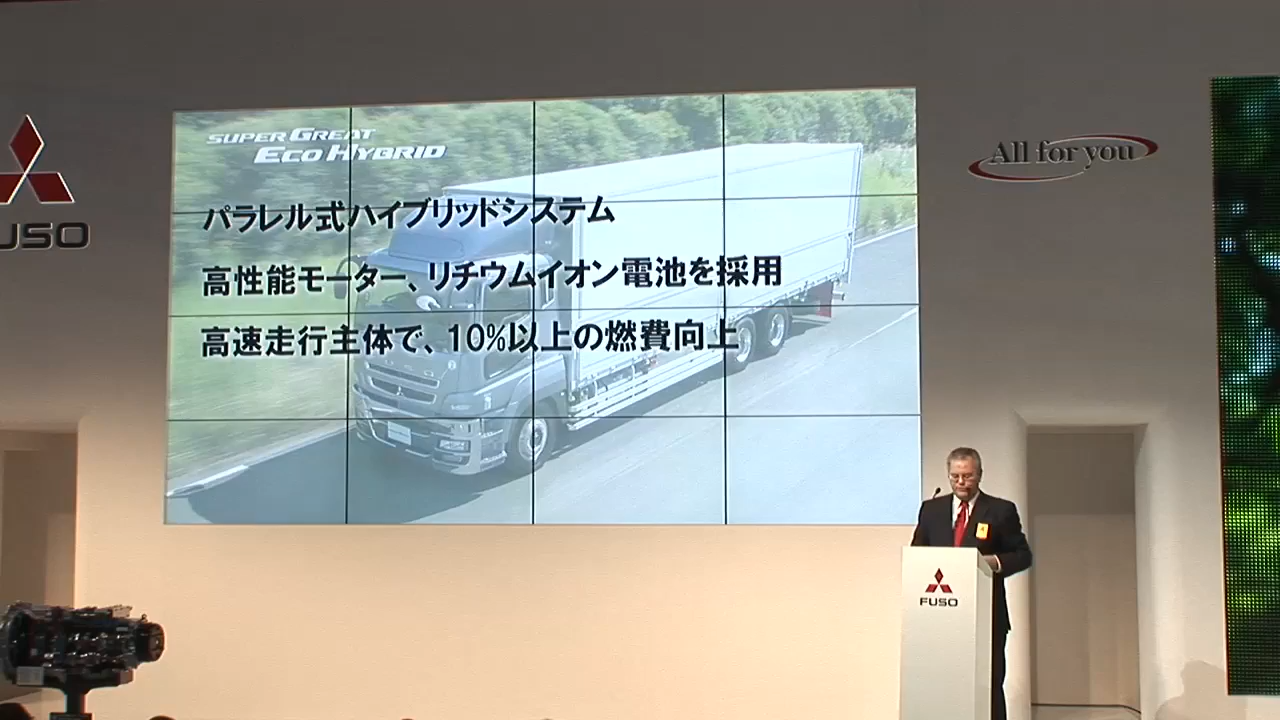 SUPER GREAT
ECO HYBRID
パラレル式ハイブリッドシステム
高性能モーター、リチウムイオン電池を採用
高速走行主体で、10%以上の燃費向上
All for you
USO
FUSO